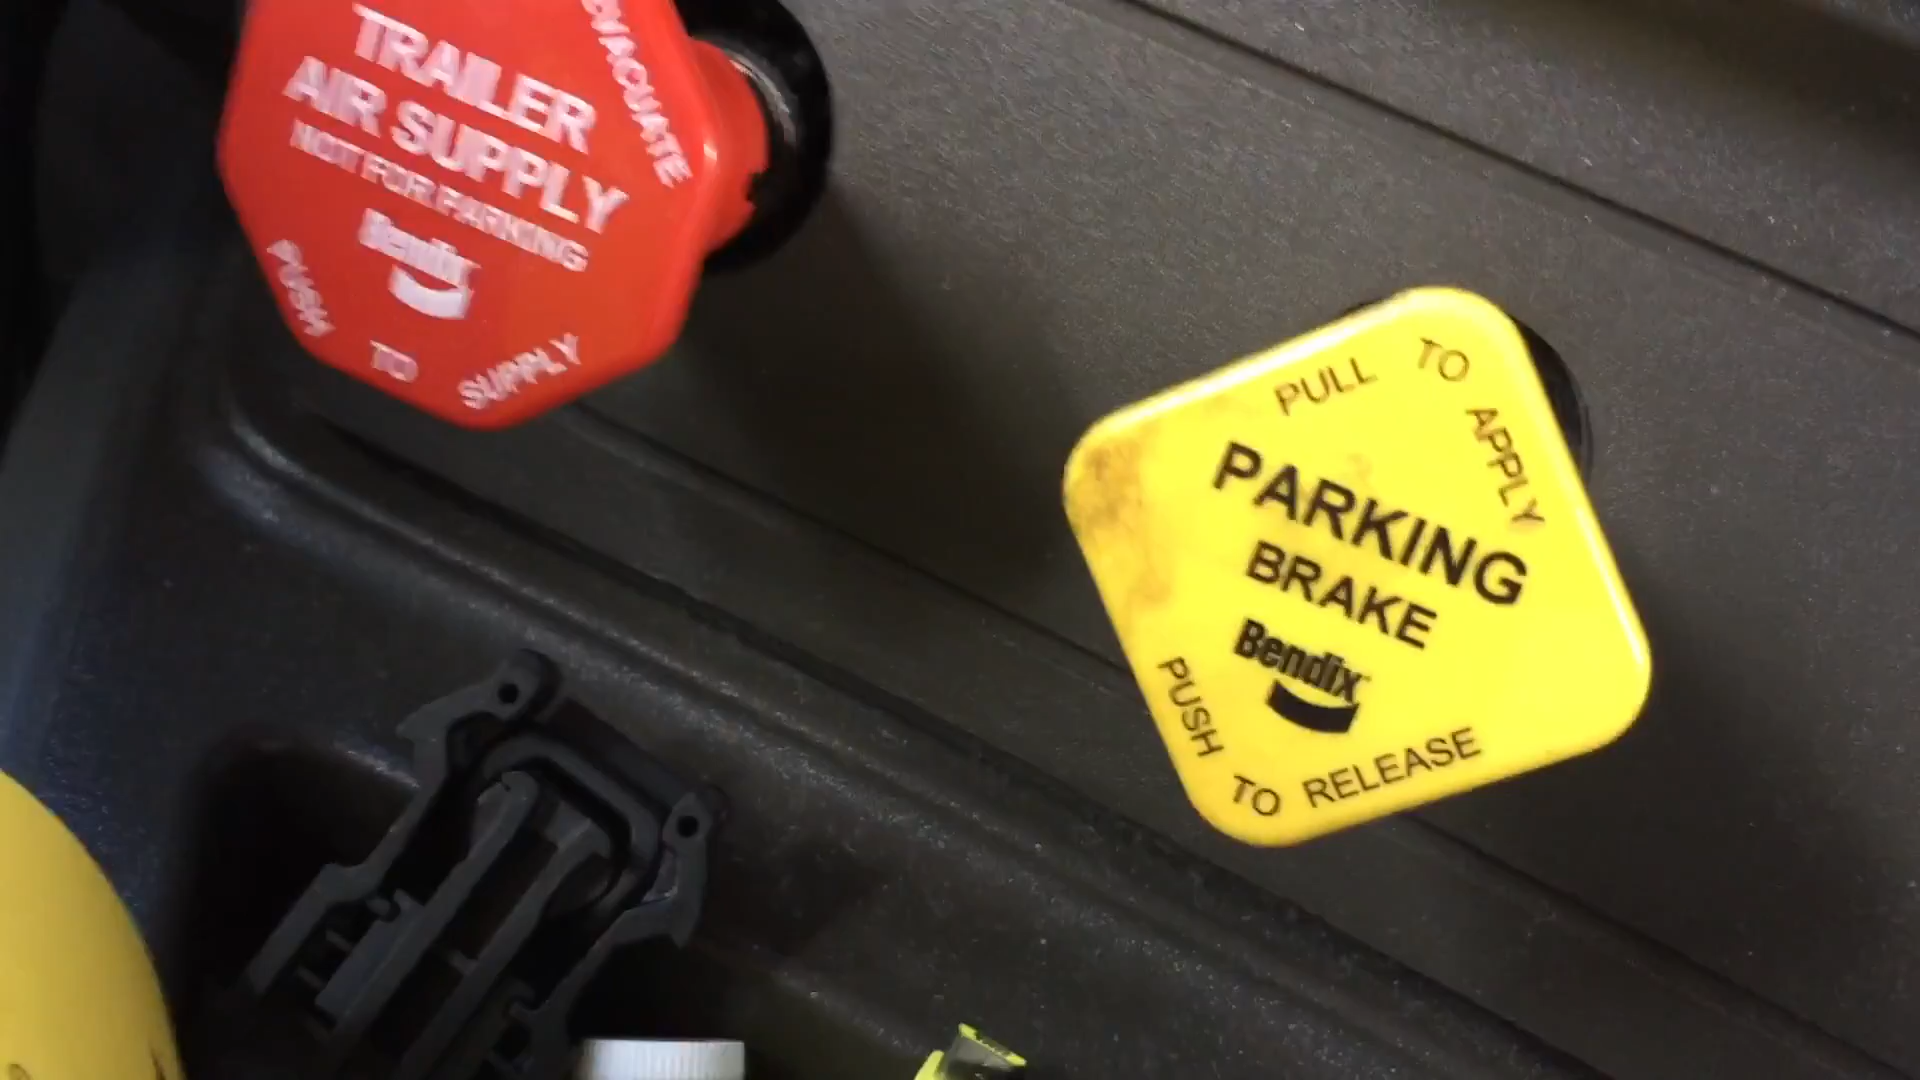 EVACUATE
TRAILER
AIR SUPPLY
NOT FOR PARKING
Bendix
PUSH TO SUPPLY
PULL TO APPLY
PARKING
BRAKE
Bendix
PUSH TO RELEASE